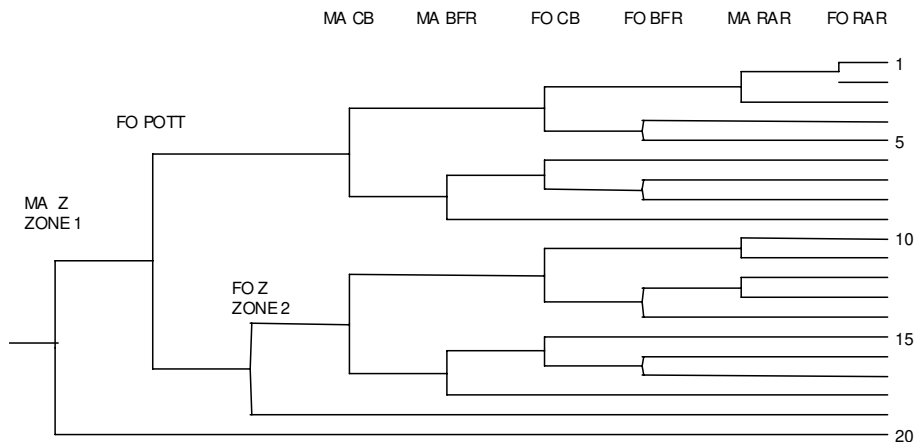 MA CB MA BFR FO CB FO BFR MA RAR FO RAR
1
FO POTT
5
MA Z
ZONE 1
10
FO Z
ZONE 2
15
20